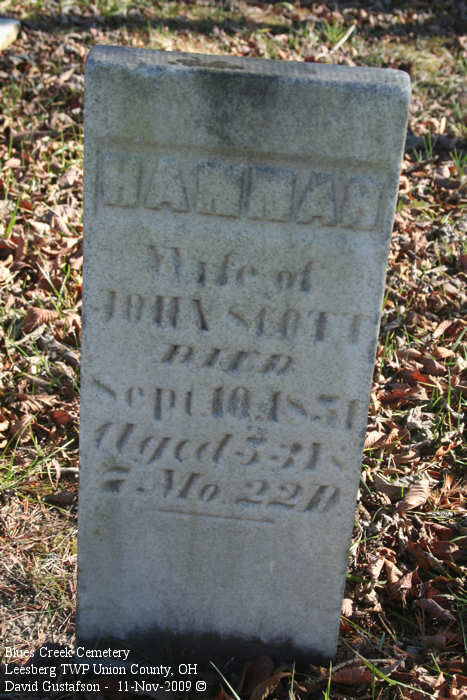 HANNAH
Wife of
JOHN SCOTT
DIED
Sept 10, 1851
Aged 53 Ys
7 Mo. 22 D
Blues Creek Cemetery
Leesberg TWP Union County, OH
David Gustafson - 11-Nov-2009 ©